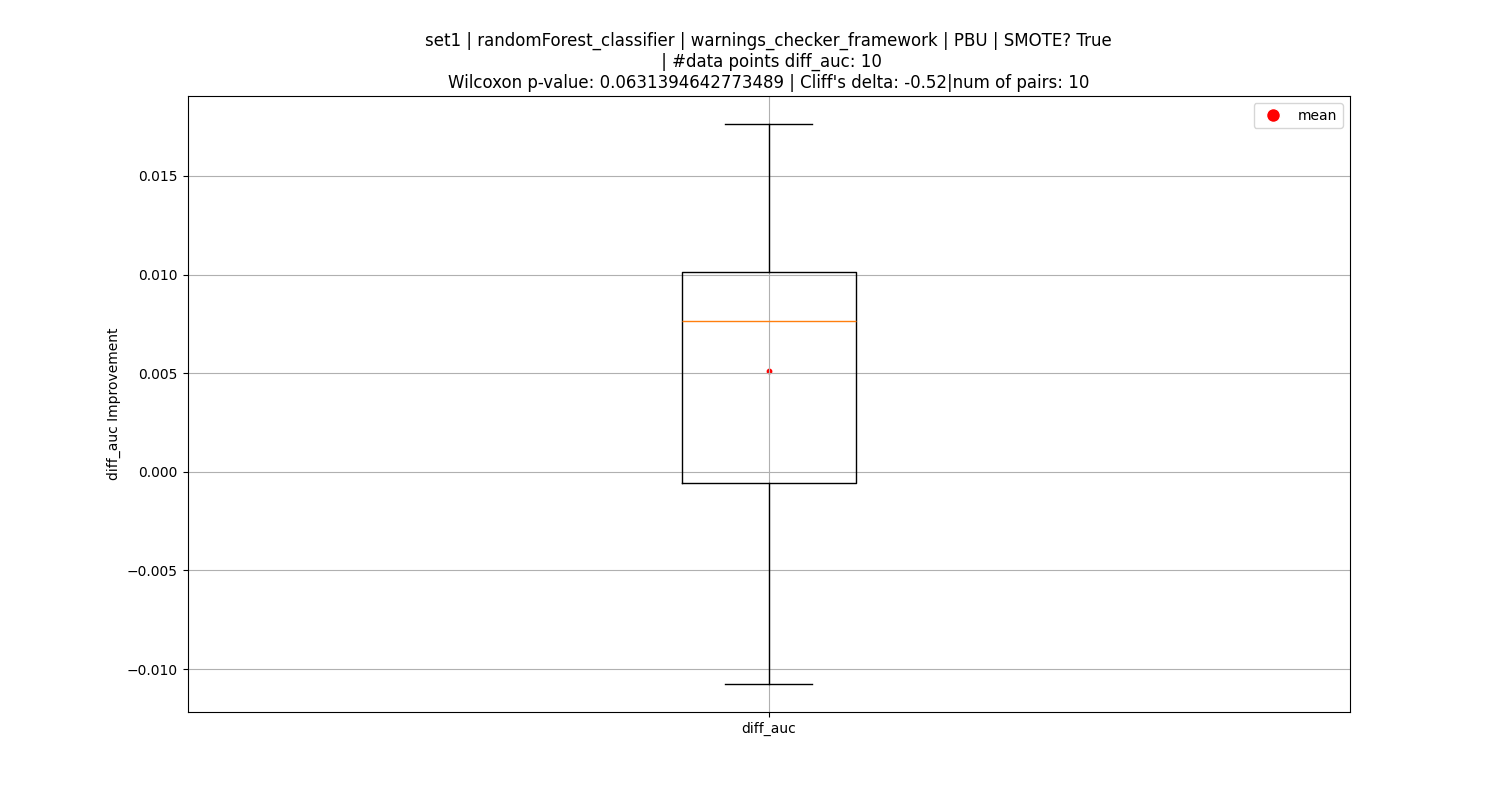 set1 | randomForest_classifier | warnings_checker_framework | PBU | SMOTE? True
| #data points diff_auc: 10
Wilcoxon p-value: 0.0631394642773489 | Cliff's delta: -0.52|num of pairs: 10
mean
0.015
0.010
0.005
0.000
−0.005
−0.010
diff_auc Improvement
diff_auc